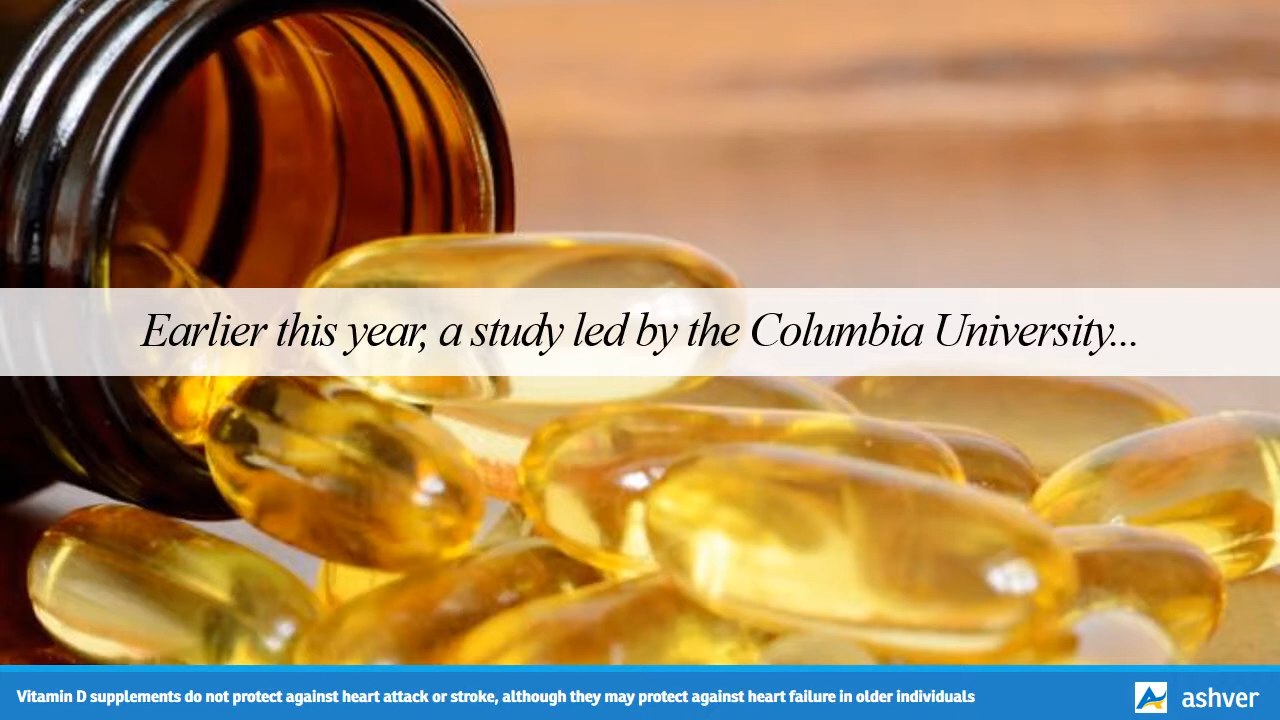 Earlier this year, a study led by the Columbia University...
Vitamin D supplements do not protect against heart attack or stroke, although they may protect against heart failure in older individuals
ashver